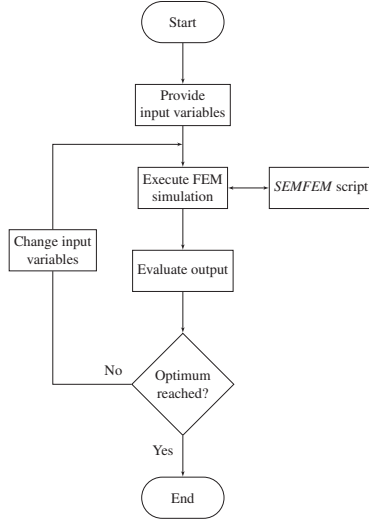 Start
Provide
input variables
Execute FEM
simulation
SEMFEM script
Change input
variables
Evaluate output
Optimum
reached?
No
Yes
End